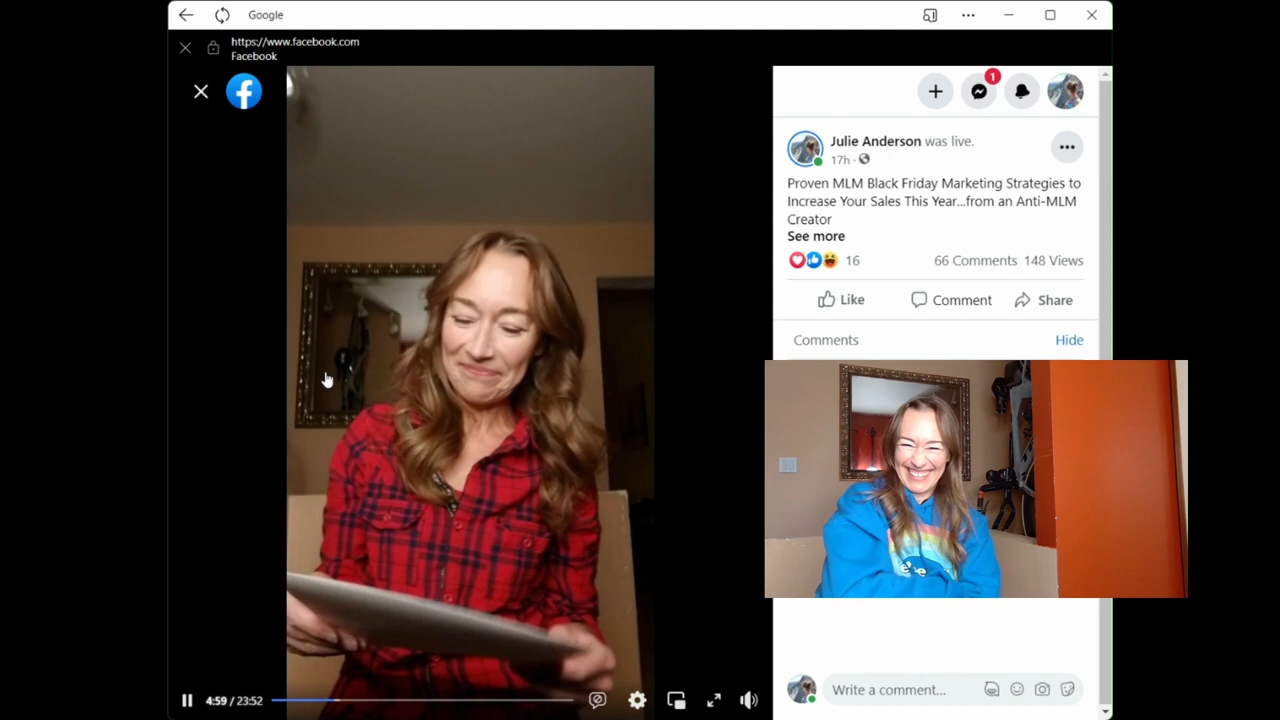 Google
https://www.facebook.com
Facebook
1
Julie Anderson was live.
17h ·
Proven MLM Black Friday Marketing Strategies to
Increase Your Sales This Year...from an Anti-MLM
Creator
See more
16 66 Comments 148 Views
Like Comment Share
Comments Hide
4:59 / 23:52
Write a comment...